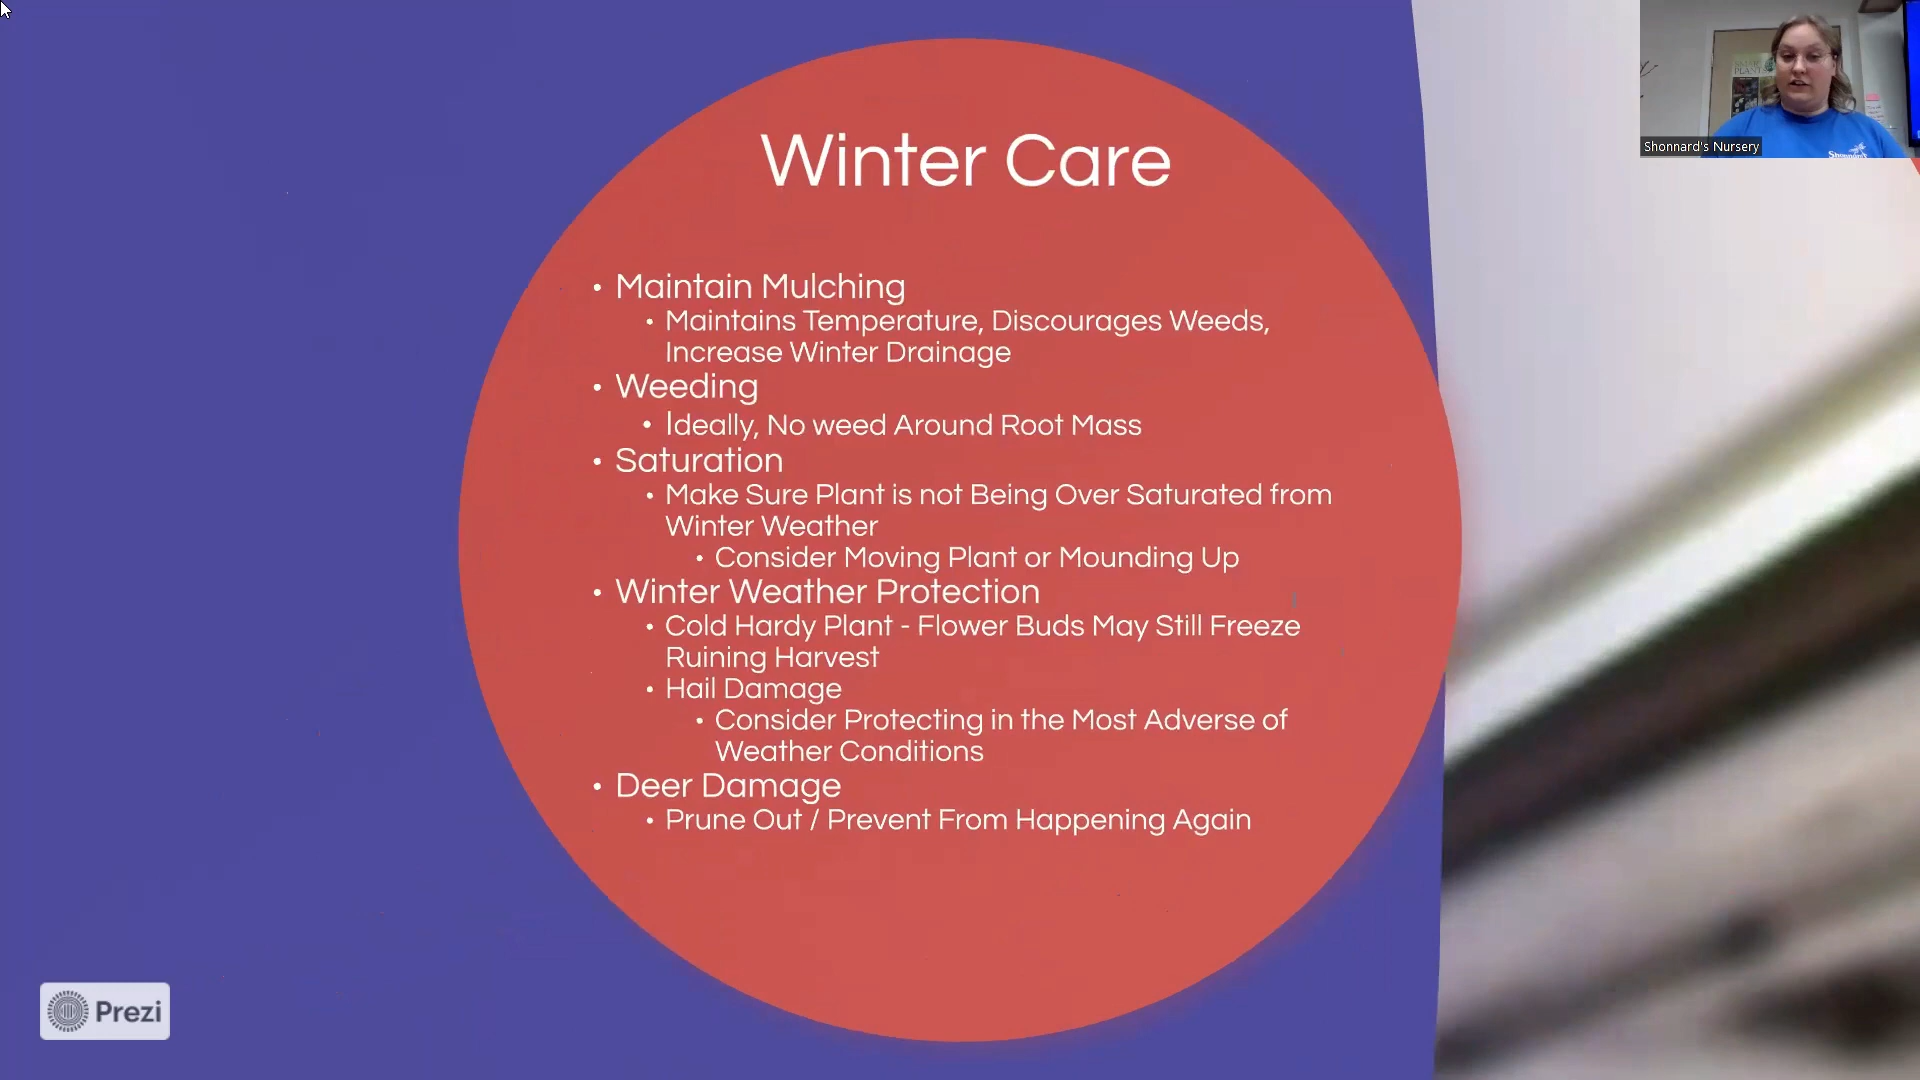 Winter Care
• Maintain Mulching
• Maintains Temperature, Discourages Weeds,
Increase Winter Drainage
• Weeding
• Ideally, No weed Around Root Mass
• Saturation
• Make Sure Plant is not Being Over Saturated from
Winter Weather
• Consider Moving Plant or Mounding Up
• Winter Weather Protection
• Cold Hardy Plant - Flower Buds May Still Freeze
Ruining Harvest
• Hail Damage
• Consider Protecting in the Most Adverse of
Weather Conditions
• Deer Damage
• Prune Out / Prevent From Happening Again
Prezi
SMART
PLANTS
Shonnard's
Shonnard's Nursery